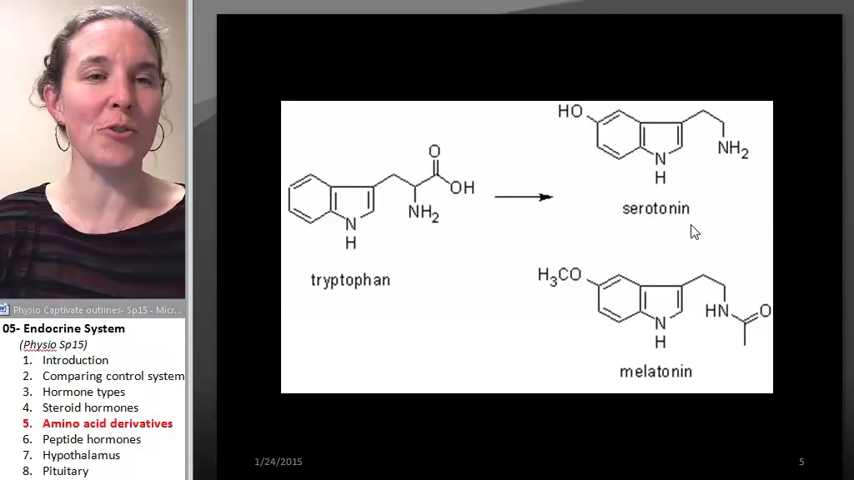 HO
NH2
N
H
serotonin
O
OH
NH2
N
H
tryptophan
H3CO
HN
O
N
H
melatonin
Physio Captivate outlines- Sp15 - Micr...
05- Endocrine System
(Physio Sp15)
1. Introduction
2. Comparing control system
3. Hormone types
4. Steroid hormones
5. Amino acid derivatives
6. Peptide hormones
7. Hypothalamus
8. Pituitary
1/24/2015
5